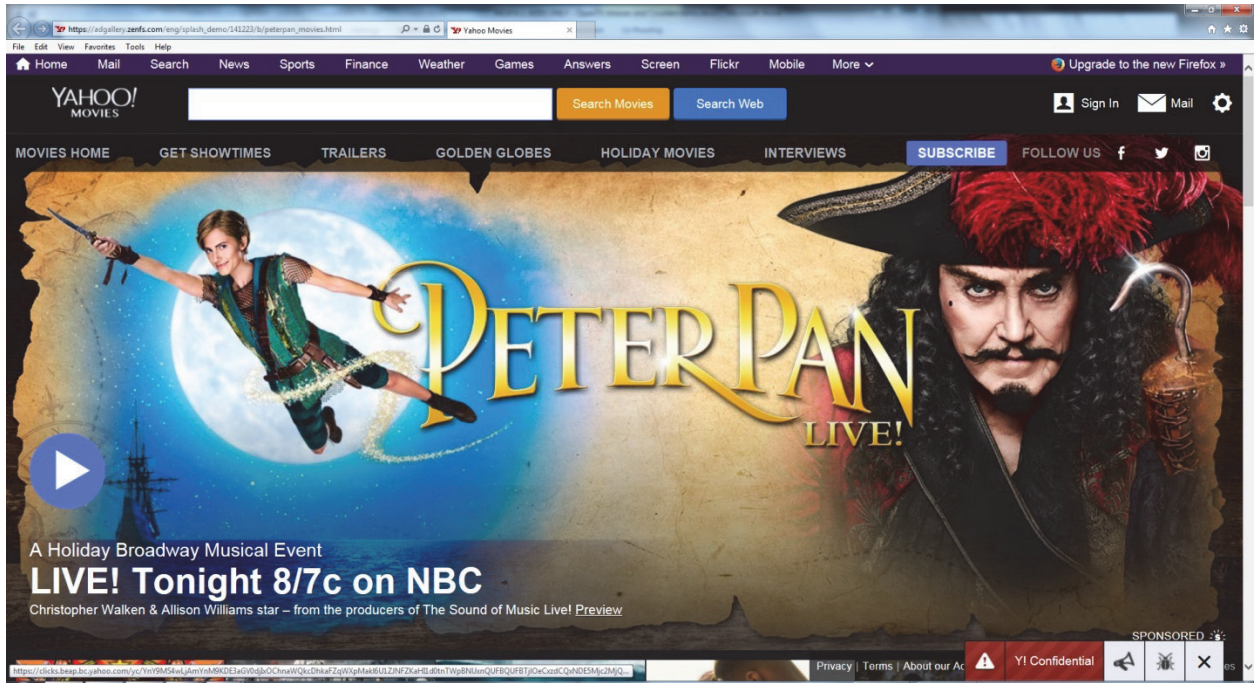 https://adgallery.zenfs.com/eng/splash_demo/141223/b/peterpan_movies.html
Yahoo Movies
File Edit View Favorites Tools Help
Home Mail Search News Sports Finance Weather Games Answers Screen Flickr Mobile More Upgrade to the new Firefox »
YAHOO!
MOVIES
Search Movies Search Web Sign In Mail
MOVIES HOME GET SHOWTIMES TRAILERS GOLDEN GLOBES HOLIDAY MOVIES INTERVIEWS SUBSCRIBE FOLLOW US
PETER PAN
LIVE!
A Holiday Broadway Musical Event
LIVE! Tonight 8/7c on NBC
Christopher Walken & Allison Williams star – from the producers of The Sound of Music Live! Preview
SPONSORED
Privacy | Terms | About our Y! Confidential